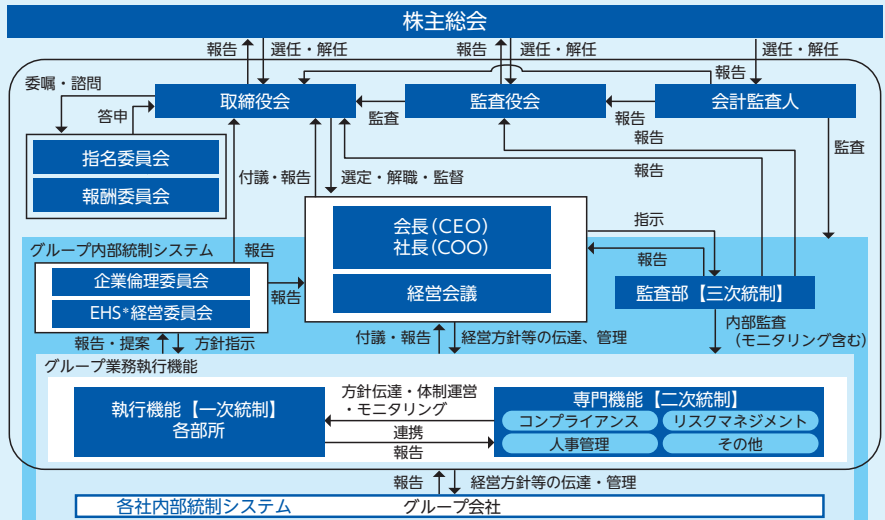 株主総会
報告
選任・解任
報告
選任・解任
選任・解任
報告
委嘱・諮問
答申
取締役会
監査
監査役会
報告
会計監査人
報告
監査
指名委員会
報酬委員会
付議・報告
選定・解職・監督
報告
指示
会長(CEO)
社長(COO)
経営会議
報告
グループ内部統制システム
報告
企業倫理委員会
EHS*経営委員会
報告
監査部【三次統制】
報告・提案
方針指示
付議・報告
経営方針等の伝達、管理
内部監査
(モニタリング含む)
グループ業務執行機能
執行機能【一次統制】
各部所
方針伝達・体制運営
・モニタリング
連携
報告
専門機能【二次統制】
コンプライアンス
リスクマネジメント
人事管理
その他
報告
経営方針等の伝達・管理
各社内部統制システム
グループ会社